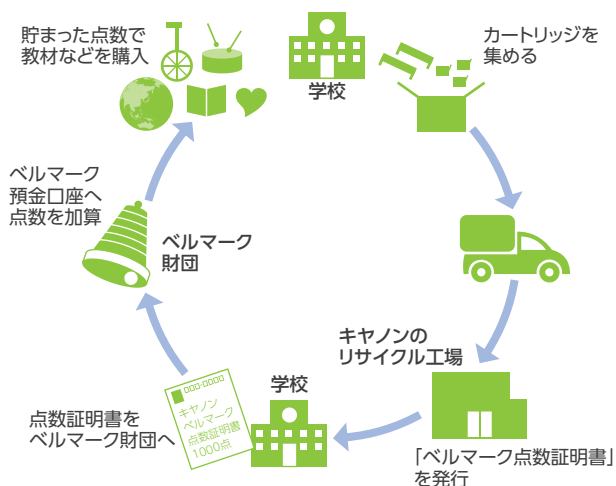 貯まった点数で
教材などを購入
学校
カートリッジを
集める
キヤノンの
リサイクル工場
「ベルマーク点数証明書」
を発行
学校
キヤノン
ベルマーク
点数証明書
1000点
点数証明書を
ベルマーク財団へ
ベルマーク
財団
ベルマーク
預金口座へ
点数を加算